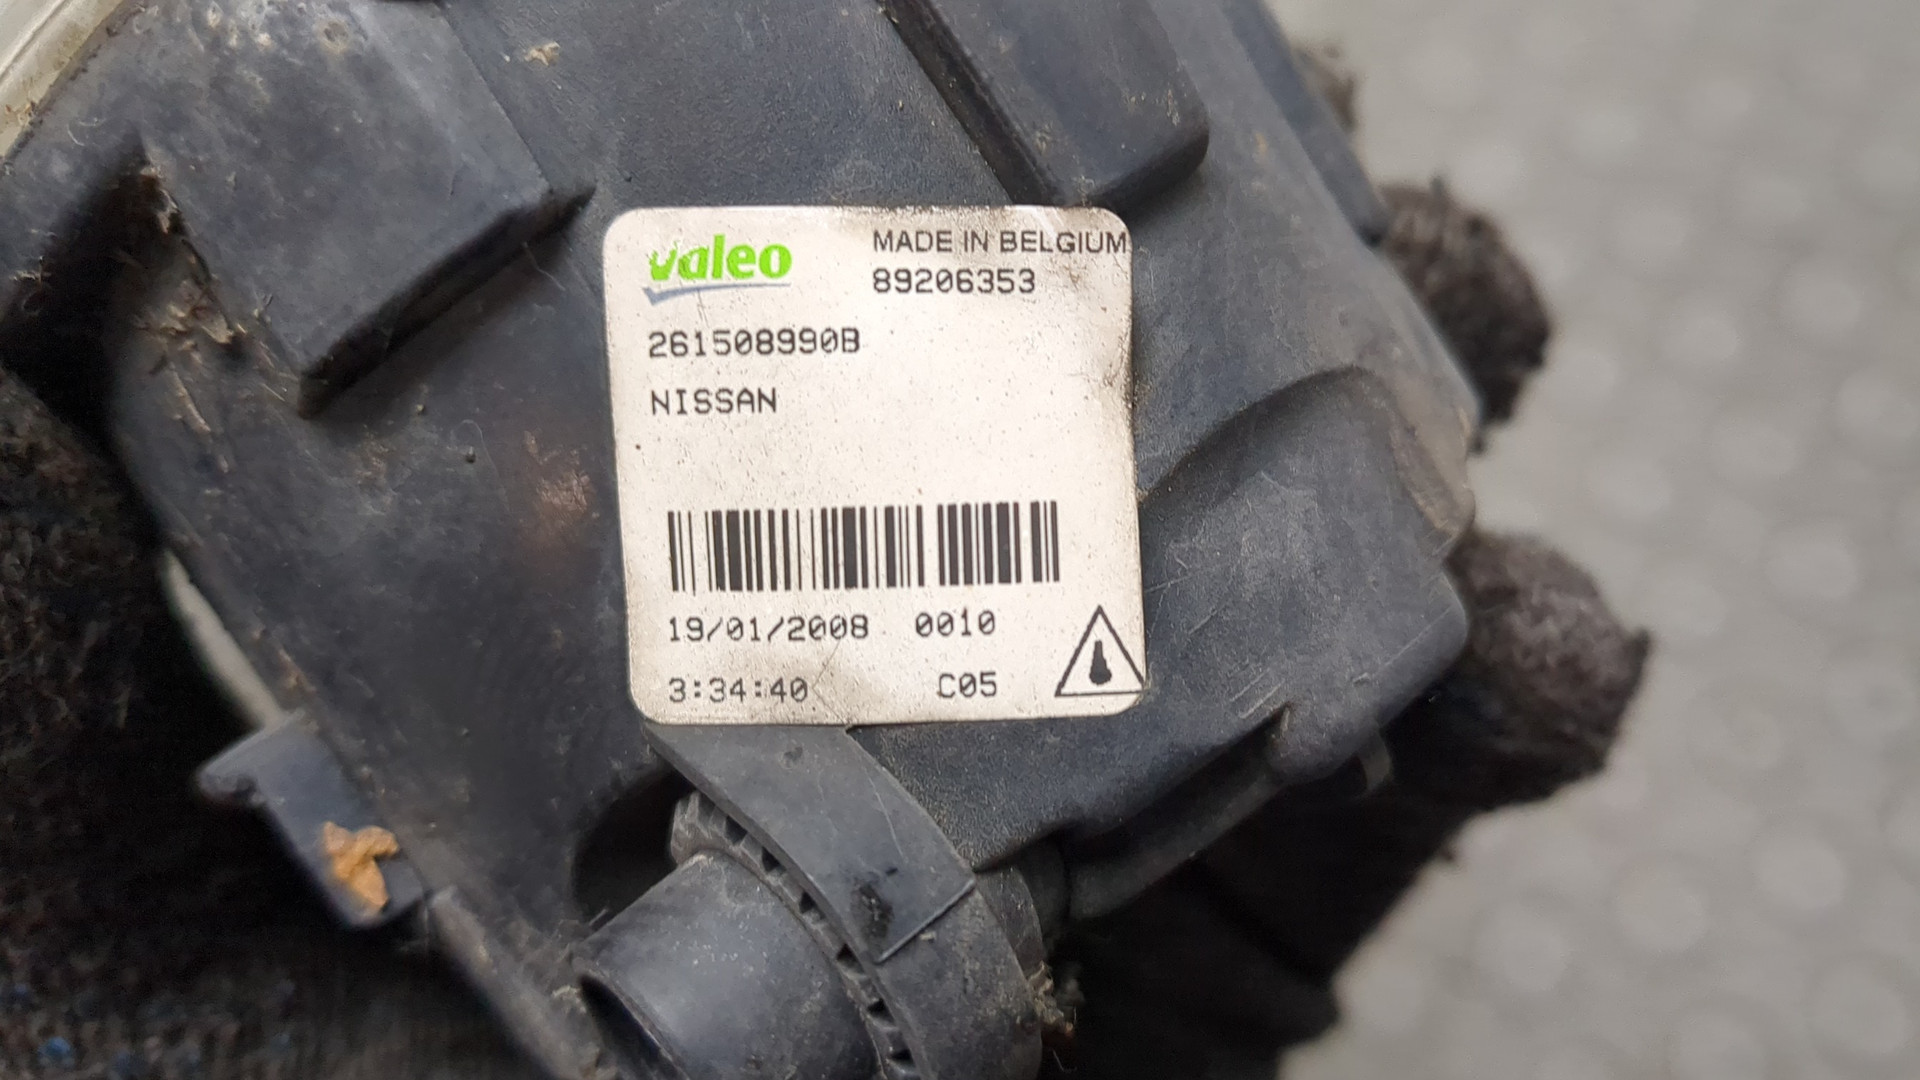 valeo
MADE IN BELGIUM
89206353
261508990B
NISSAN
19/01/2008 0010
3:34:40 C05